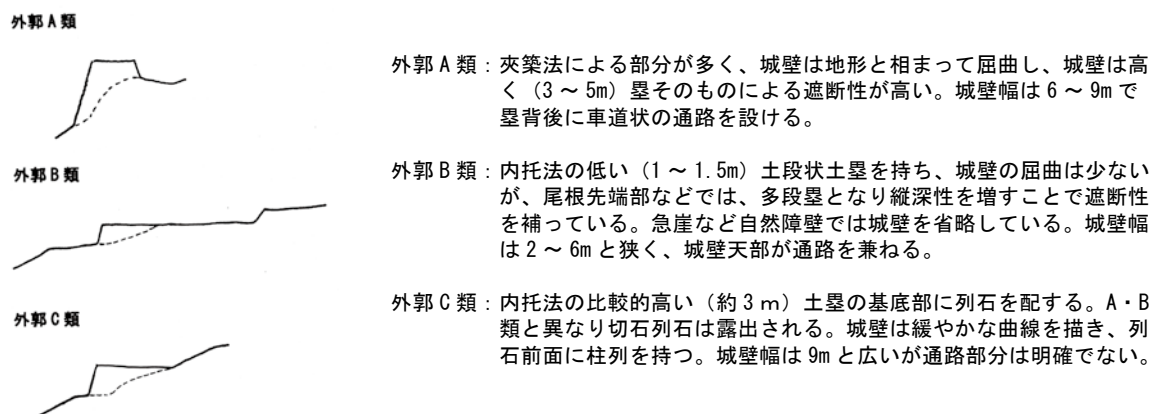 外郭A類
外郭A類：夾築法による部分が多く、城壁は地形と相まって屈曲し、城壁は高
く（3～5m）塁そのものによる遮断性が高い。城壁幅は6～9mで
塁背後に車道状の通路を設ける。
外郭B類
外郭B類：内托法の低い（1～1.5m）土段状土塁を持ち、城壁の屈曲は少ない
が、尾根先端部などでは、多段塁となり縦深性を増すことで遮断性
を補っている。急崖など自然障壁では城壁を省略している。城壁幅
は2～6mと狭く、城壁天部が通路を兼ねる。
外郭C類
外郭C類：内托法の比較的高い（約3ｍ）土塁の基底部に列石を配する。A・B
類と異なり切石列石は露出される。城壁は緩やかな曲線を描き、列
石前面に柱列を持つ。城壁幅は9mと広いが通路部分は明確でない。